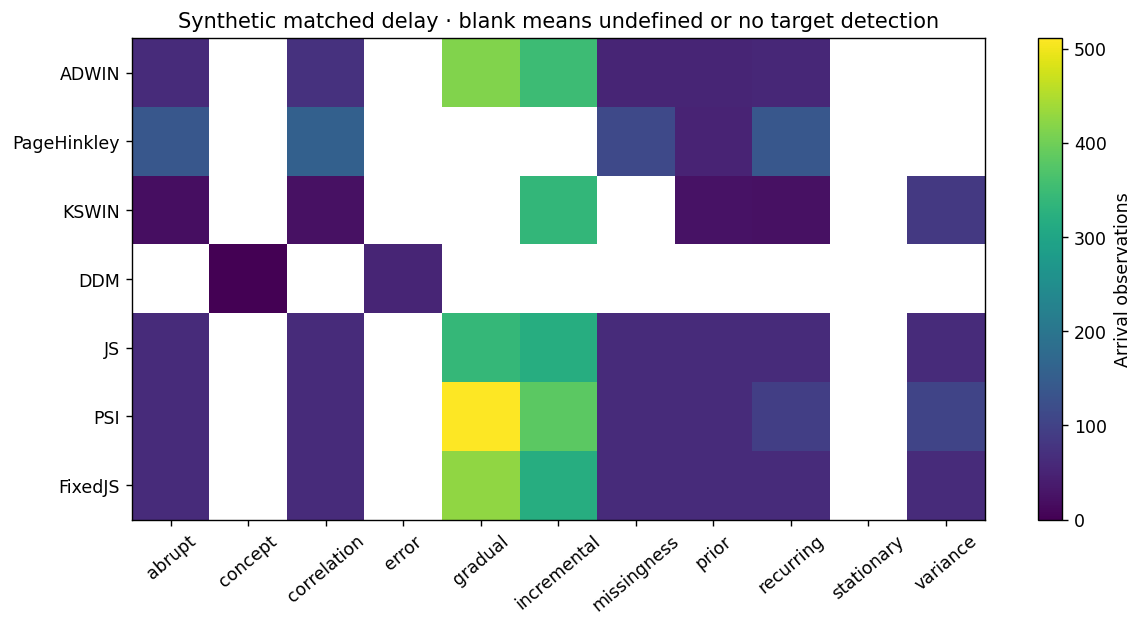 Synthetic matched delay · blank means undefined or no target detection
ADWIN
PageHinkley
KSWIN
DDM
JS
PSI
FixedJS
abrupt
concept
correlation
error
gradual
incremental
missingness
prior
recurring
stationary
variance
500
400
300
200
100
0
Arrival observations